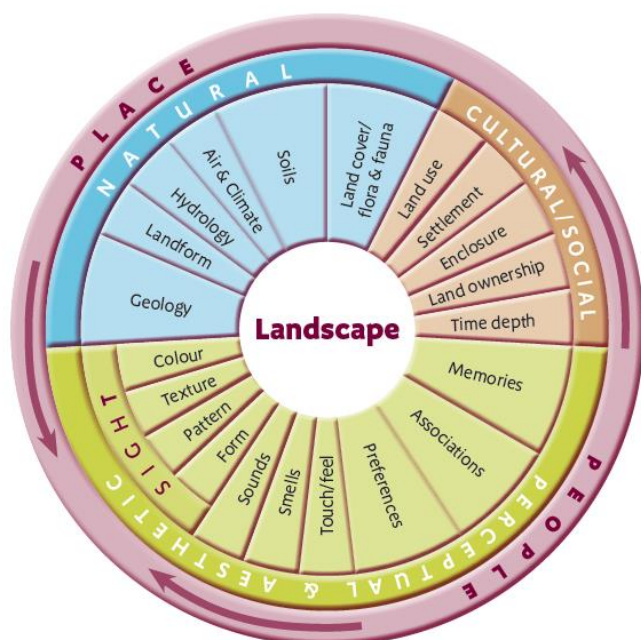 PLACE
NATURAL
CULTURAL/SOCIAL
Geology
Landform
Hydrology
Air & Climate
Soils
Land cover/
flora & fauna
Land use
Settlement
Enclosure
Land ownership
Time depth
Landscape
Colour
Texture
Pattern
Form
SIGHT
Sounds
Smells
Touch/feel
Preferences
Associations
Memories
PERCEPTUAL & AESTHETIC
PEOPLE